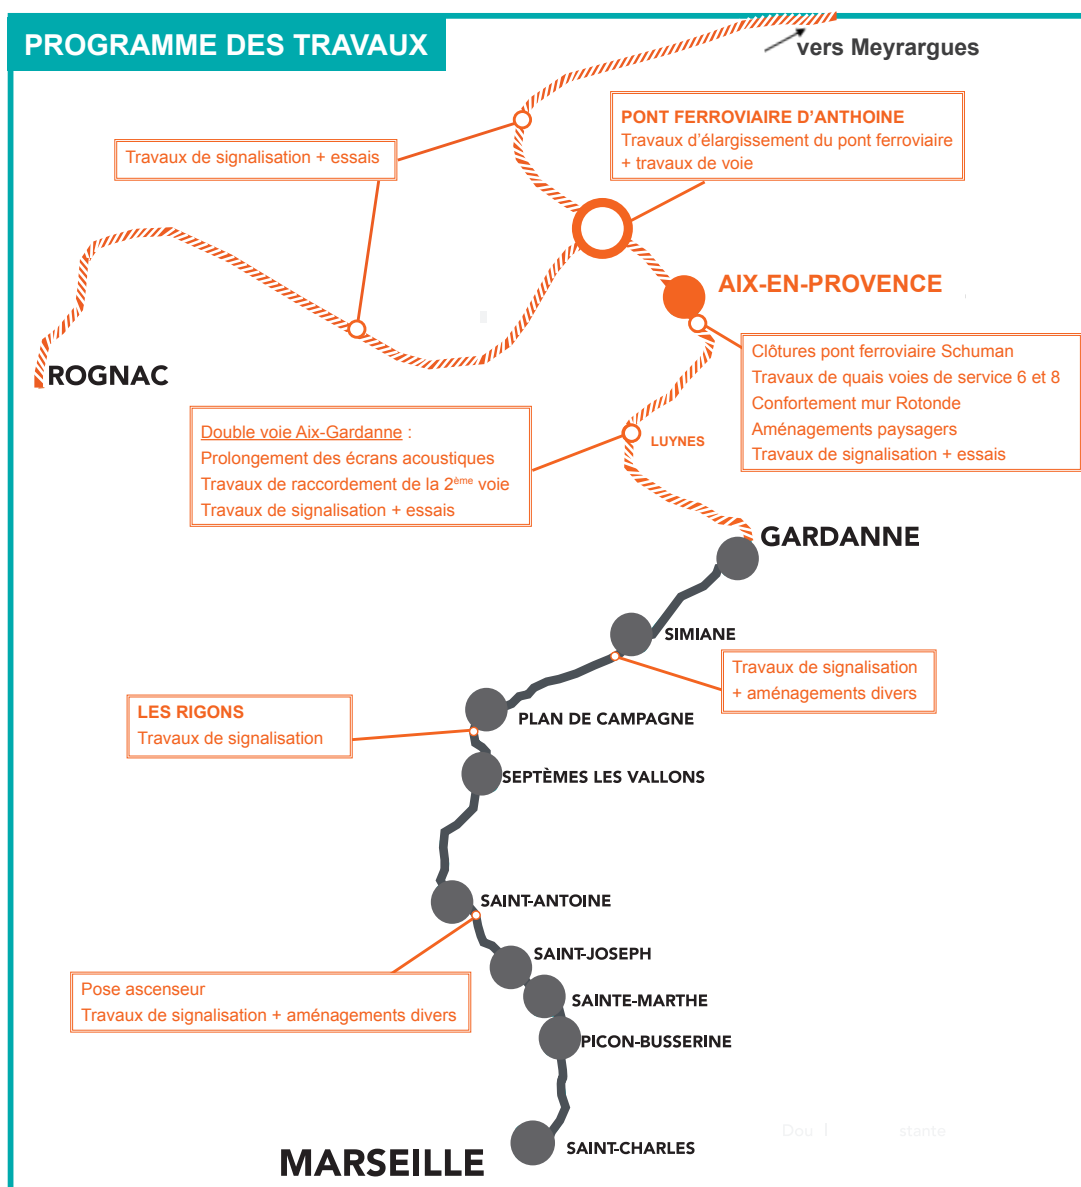 PROGRAMME DES TRAVAUX
vers Meyrargues
PONT FERROVIAIRE D'ANTHOINE
Travaux d'élargissement du pont ferroviaire
+ travaux de voie
Travaux de signalisation + essais
AIX-EN-PROVENCE
ROGNAC
Clôtures pont ferroviaire Schuman
Travaux de quais voies de service 6 et 8
Confortement mur Rotonde
Aménagements paysagers
Travaux de signalisation + essais
Double voie Aix-Gardanne :
Prolongement des écrans acoustiques
Travaux de raccordement de la 2ème voie
Travaux de signalisation + essais
LUYNES
GARDANNE
SIMIANE
Travaux de signalisation
+ aménagements divers
LES RIGONS
Travaux de signalisation
PLAN DE CAMPAGNE
SEPTÈMES LES VALLONS
SAINT-ANTOINE
SAINT-JOSEPH
Pose ascenseur
Travaux de signalisation + aménagements divers
SAINTE-MARTHE
PICON-BUSSERINE
SAINT-CHARLES
MARSEILLE